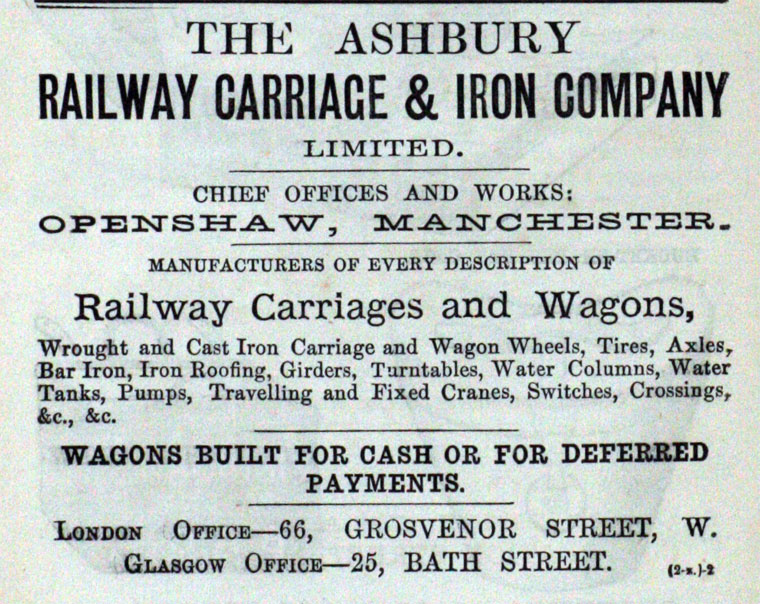 THE ASHBURY
RAILWAY CARRIAGE & IRON COMPANY
LIMITED.
CHIEF OFFICES AND WORKS:
OPENSHAW, MANCHESTER.
MANUFACTURERS OF EVERY DESCRIPTION OF
Railway Carriages and Wagons,
Wrought and Cast Iron Carriage and Wagon Wheels, Tires, Axles,
Bar Iron, Iron Roofing, Girders, Turntables, Water Columns, Water
Tanks, Pumps, Travelling and Fixed Cranes, Switches, Crossings,
&c., &c.
WAGONS BUILT FOR CASH OR FOR DEFERRED
PAYMENTS.
LONDON OFFICE—66, GROSVENOR STREET, W.
GLASGOW OFFICE—25, BATH STREET.